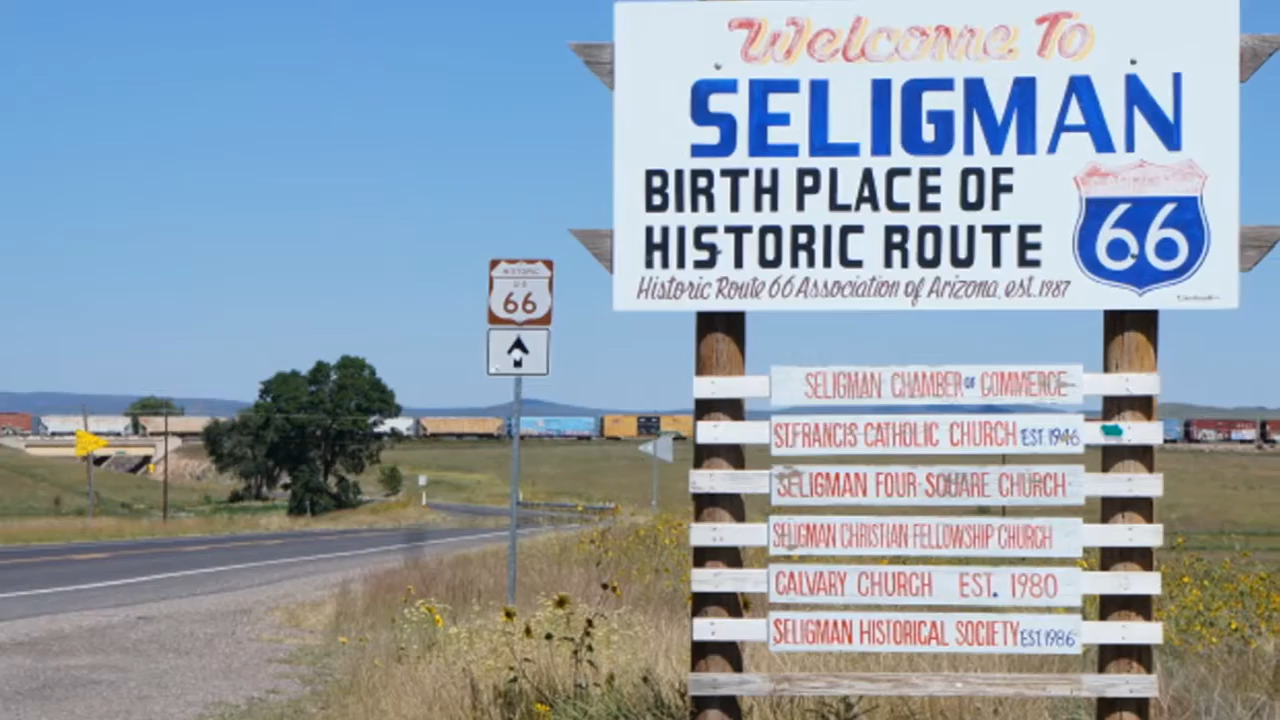 Welcome To
SELIGMAN
BIRTH PLACE OF
HISTORIC ROUTE
66
Historic Route 66 Association of Arizona, est. 1987
HISTORIC
US
66
SELIGMAN CHAMBER OF COMMERCE
ST.FRANCIS CATHOLIC CHURCH EST 1946
SELIGMAN FOUR SQUARE CHURCH
SELIGMAN CHRISTIAN FELLOWSHIP CHURCH
CALVARY CHURCH EST. 1980
SELIGMAN HISTORICAL SOCIETY EST 1986